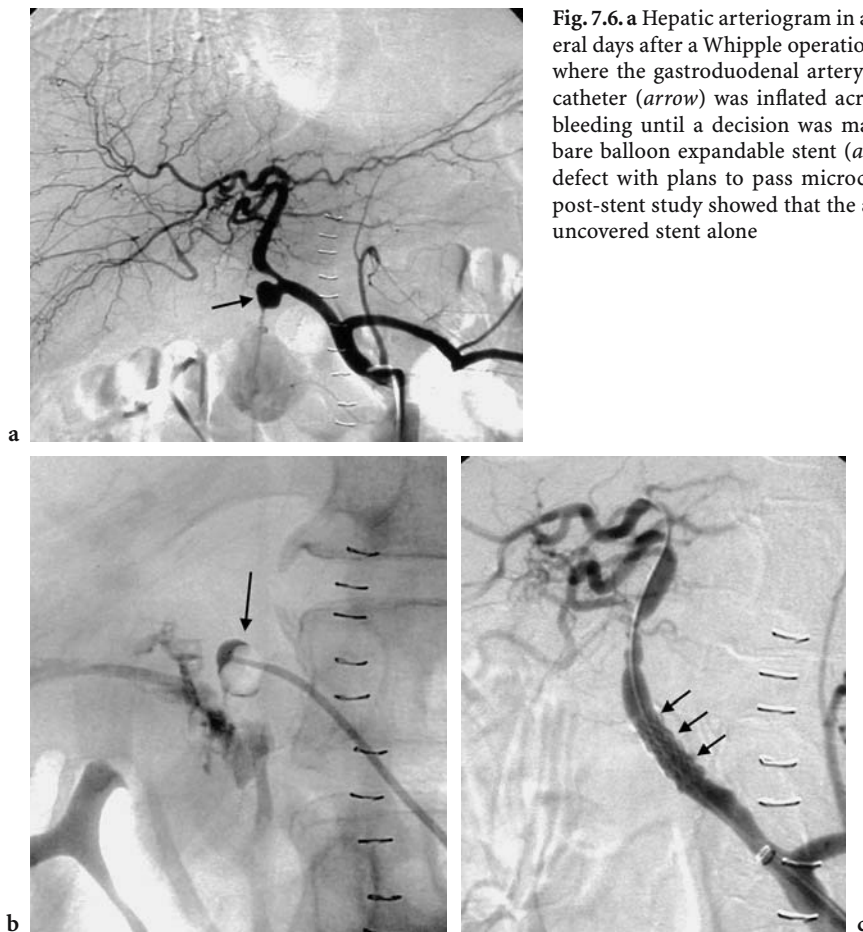 Fig. 7.6. a Hepatic arteriogram in a
eral days after a Whipple operation
where the gastroduodenal artery
catheter (arrow) was inflated acr
bleeding until a decision was ma
bare balloon expandable stent (a
defect with plans to pass microc
post-stent study showed that the a
uncovered stent alone
a
b
c